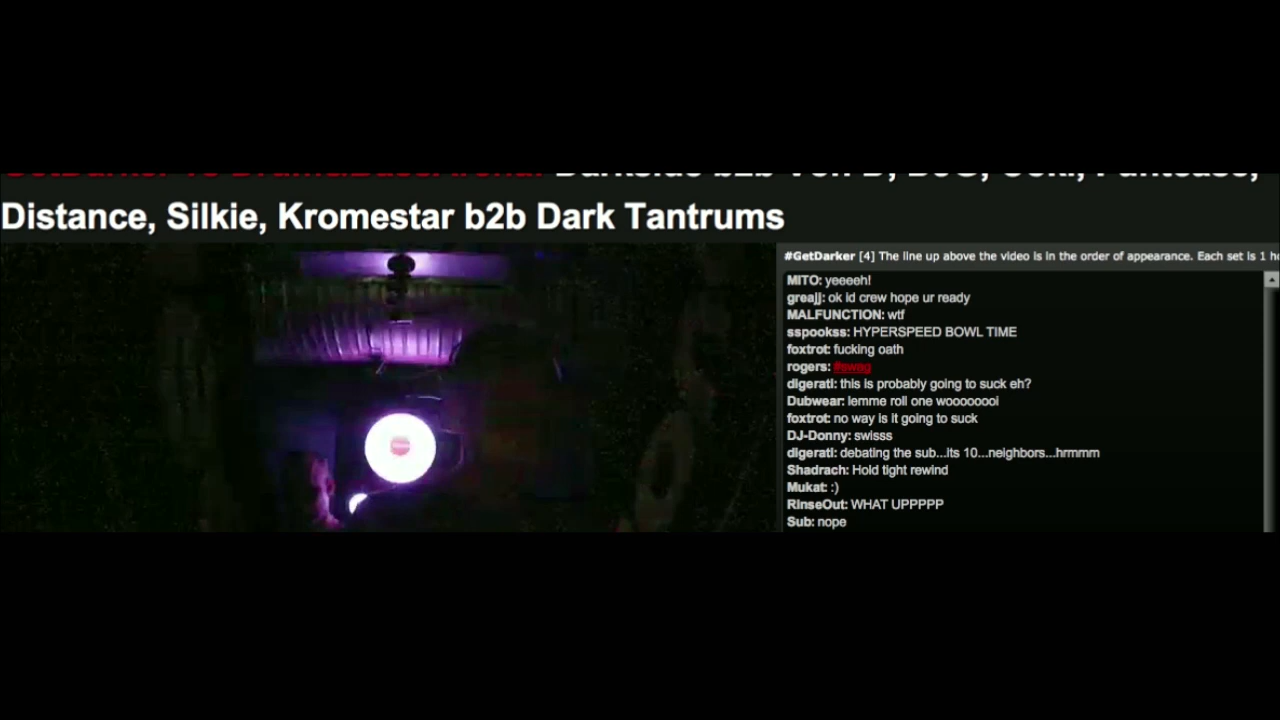 Distance, Silkie, Kromestar b2b Dark Tantrums
#GetDarker [4] The line up above the video is in the order of appearance. Each set is 1
MITO: yeeeeh!
greajj: ok id crew hope ur ready
MALFUNCTION: wtf
sspookss: HYPERSPEED BOWL TIME
foxtrot: fucking oath
rogers: #swag
digerati: this is probably going to suck eh?
Dubwear: lemme roll one woooooooi
foxtrot: no way is it going to suck
DJ-Donny: swisss
digerati: debating the sub...its 10...neighbors...hrmmm
Shadrach: Hold tight rewind
Mukat: :)
RinseOut: WHAT UPPPPP
Sub: nope